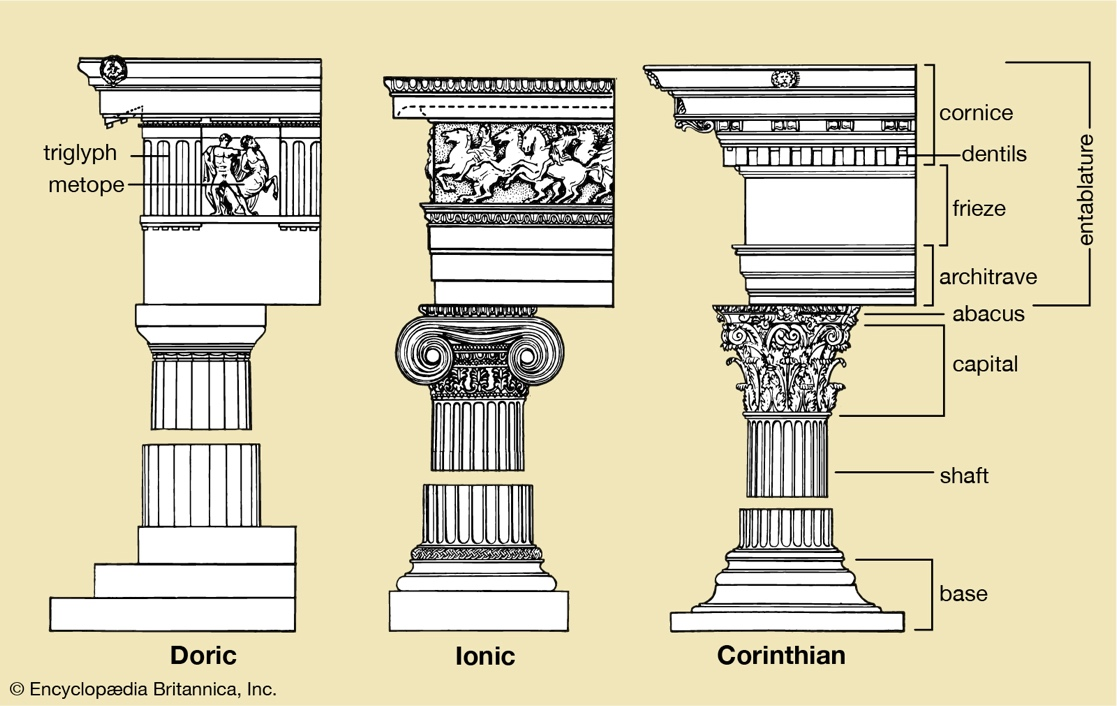 triglyph
metope
cornice
dentils
frieze
entablature
architrave
abacus
capital
shaft
base
Doric
Ionic
Corinthian
© Encyclopædia Britannica, Inc.